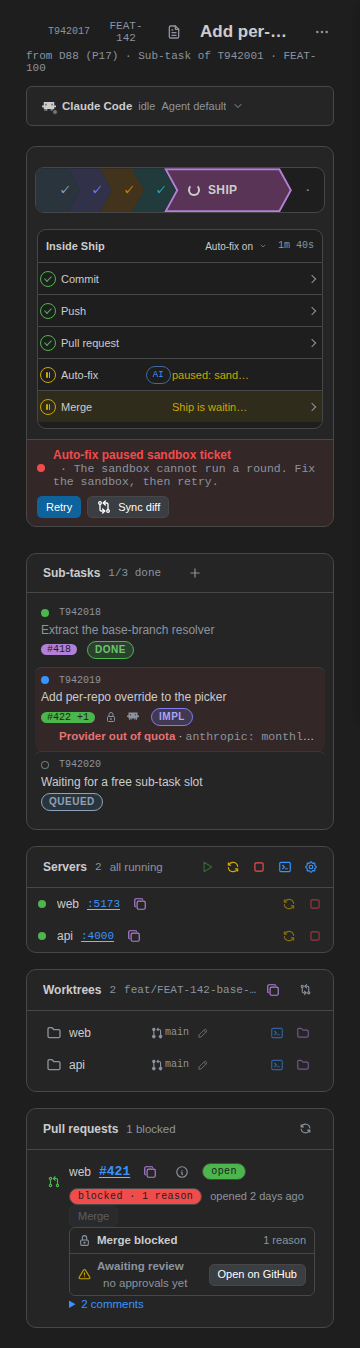 T942017 FEAT-142 Add per-…
from D88 (P17) · Sub-task of T942001 · FEAT-100
Claude Code idle Agent default
SHIP
Inside Ship Auto-fix on 1m 40s
Commit
Push
Pull request
Auto-fix AI paused: sand…
Merge Ship is waitin…
Auto-fix paused sandbox ticket
· The sandbox cannot run a round. Fix
the sandbox, then retry.
Retry Sync diff
Sub-tasks 1/3 done
T942018
Extract the base-branch resolver
#418 DONE
T942019
Add per-repo override to the picker
#422 +1 IMPL
Provider out of quota · anthropic: monthl…
T942020
Waiting for a free sub-task slot
QUEUED
Servers 2 all running
web :5173
api :4000
Worktrees 2 feat/FEAT-142-base-…
web main
api main
Pull requests 1 blocked
web #421 open
blocked · 1 reason opened 2 days ago
Merge
Merge blocked 1 reason
Awaiting review
no approvals yet
Open on GitHub
2 comments